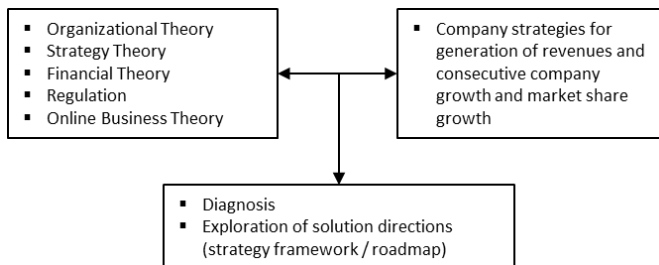 ▪ Organizational Theory
▪ Strategy Theory
▪ Financial Theory
▪ Regulation
▪ Online Business Theory
▪ Company strategies for
generation of revenues and
consecutive company
growth and market share
growth
▪ Diagnosis
▪ Exploration of solution directions
(strategy framework / roadmap)